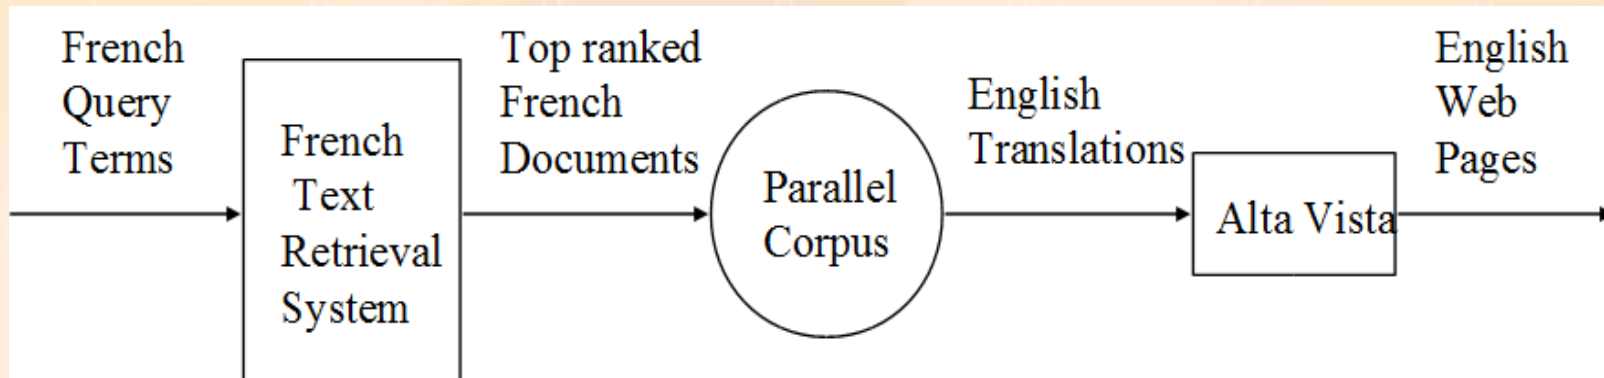 French
Query
Terms
French
Text
Retrieval
System
Top ranked
French
Documents
Parallel
Corpus
English
Translations
Alta Vista
English
Web
Pages